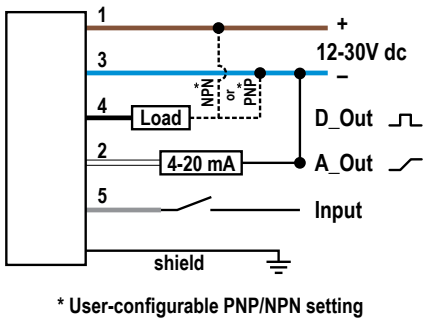 1
+
12-30V dc
3
–
* NPN
or
* PNP
4
Load
D_Out
2
4-20 mA
A_Out
5
Input
shield
* User-configurable PNP/NPN setting